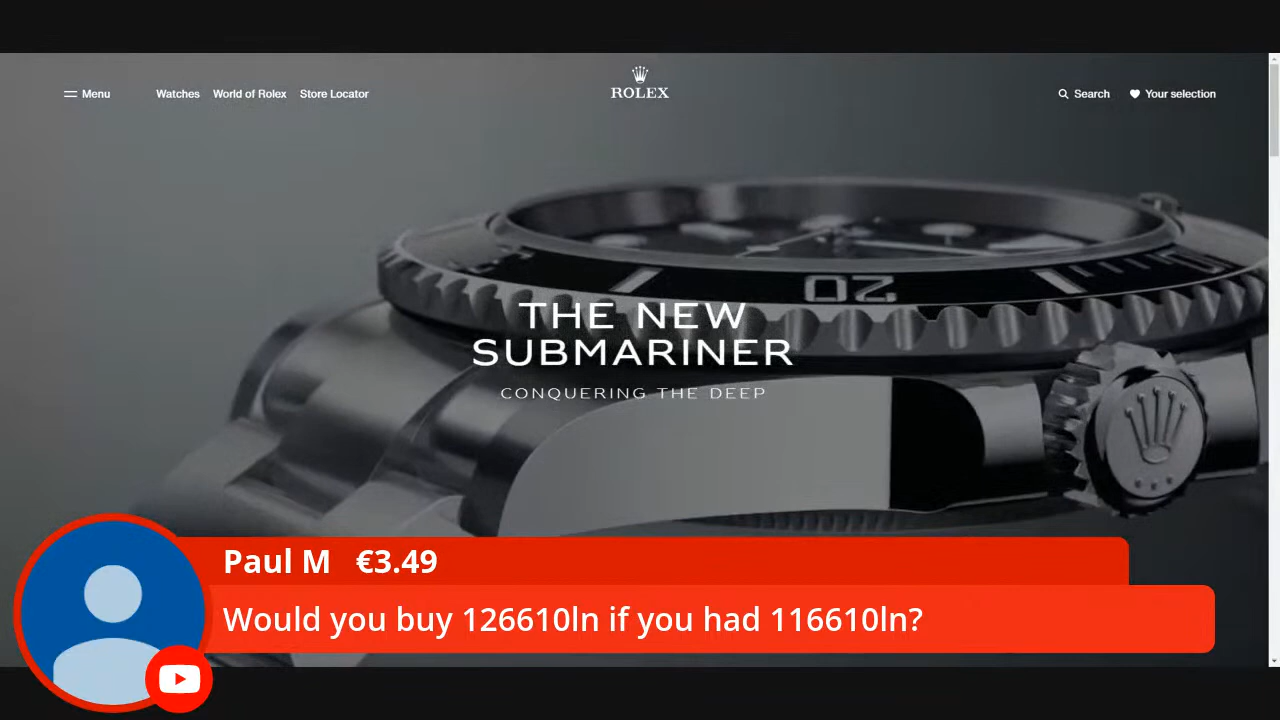 Menu
Watches
World of Rolex
Store Locator
ROLEX
Search
Your selection
20
THE NEW
SUBMARINER
CONQUERING THE DEEP
Paul M €3.49
Would you buy 126610ln if you had 116610ln?